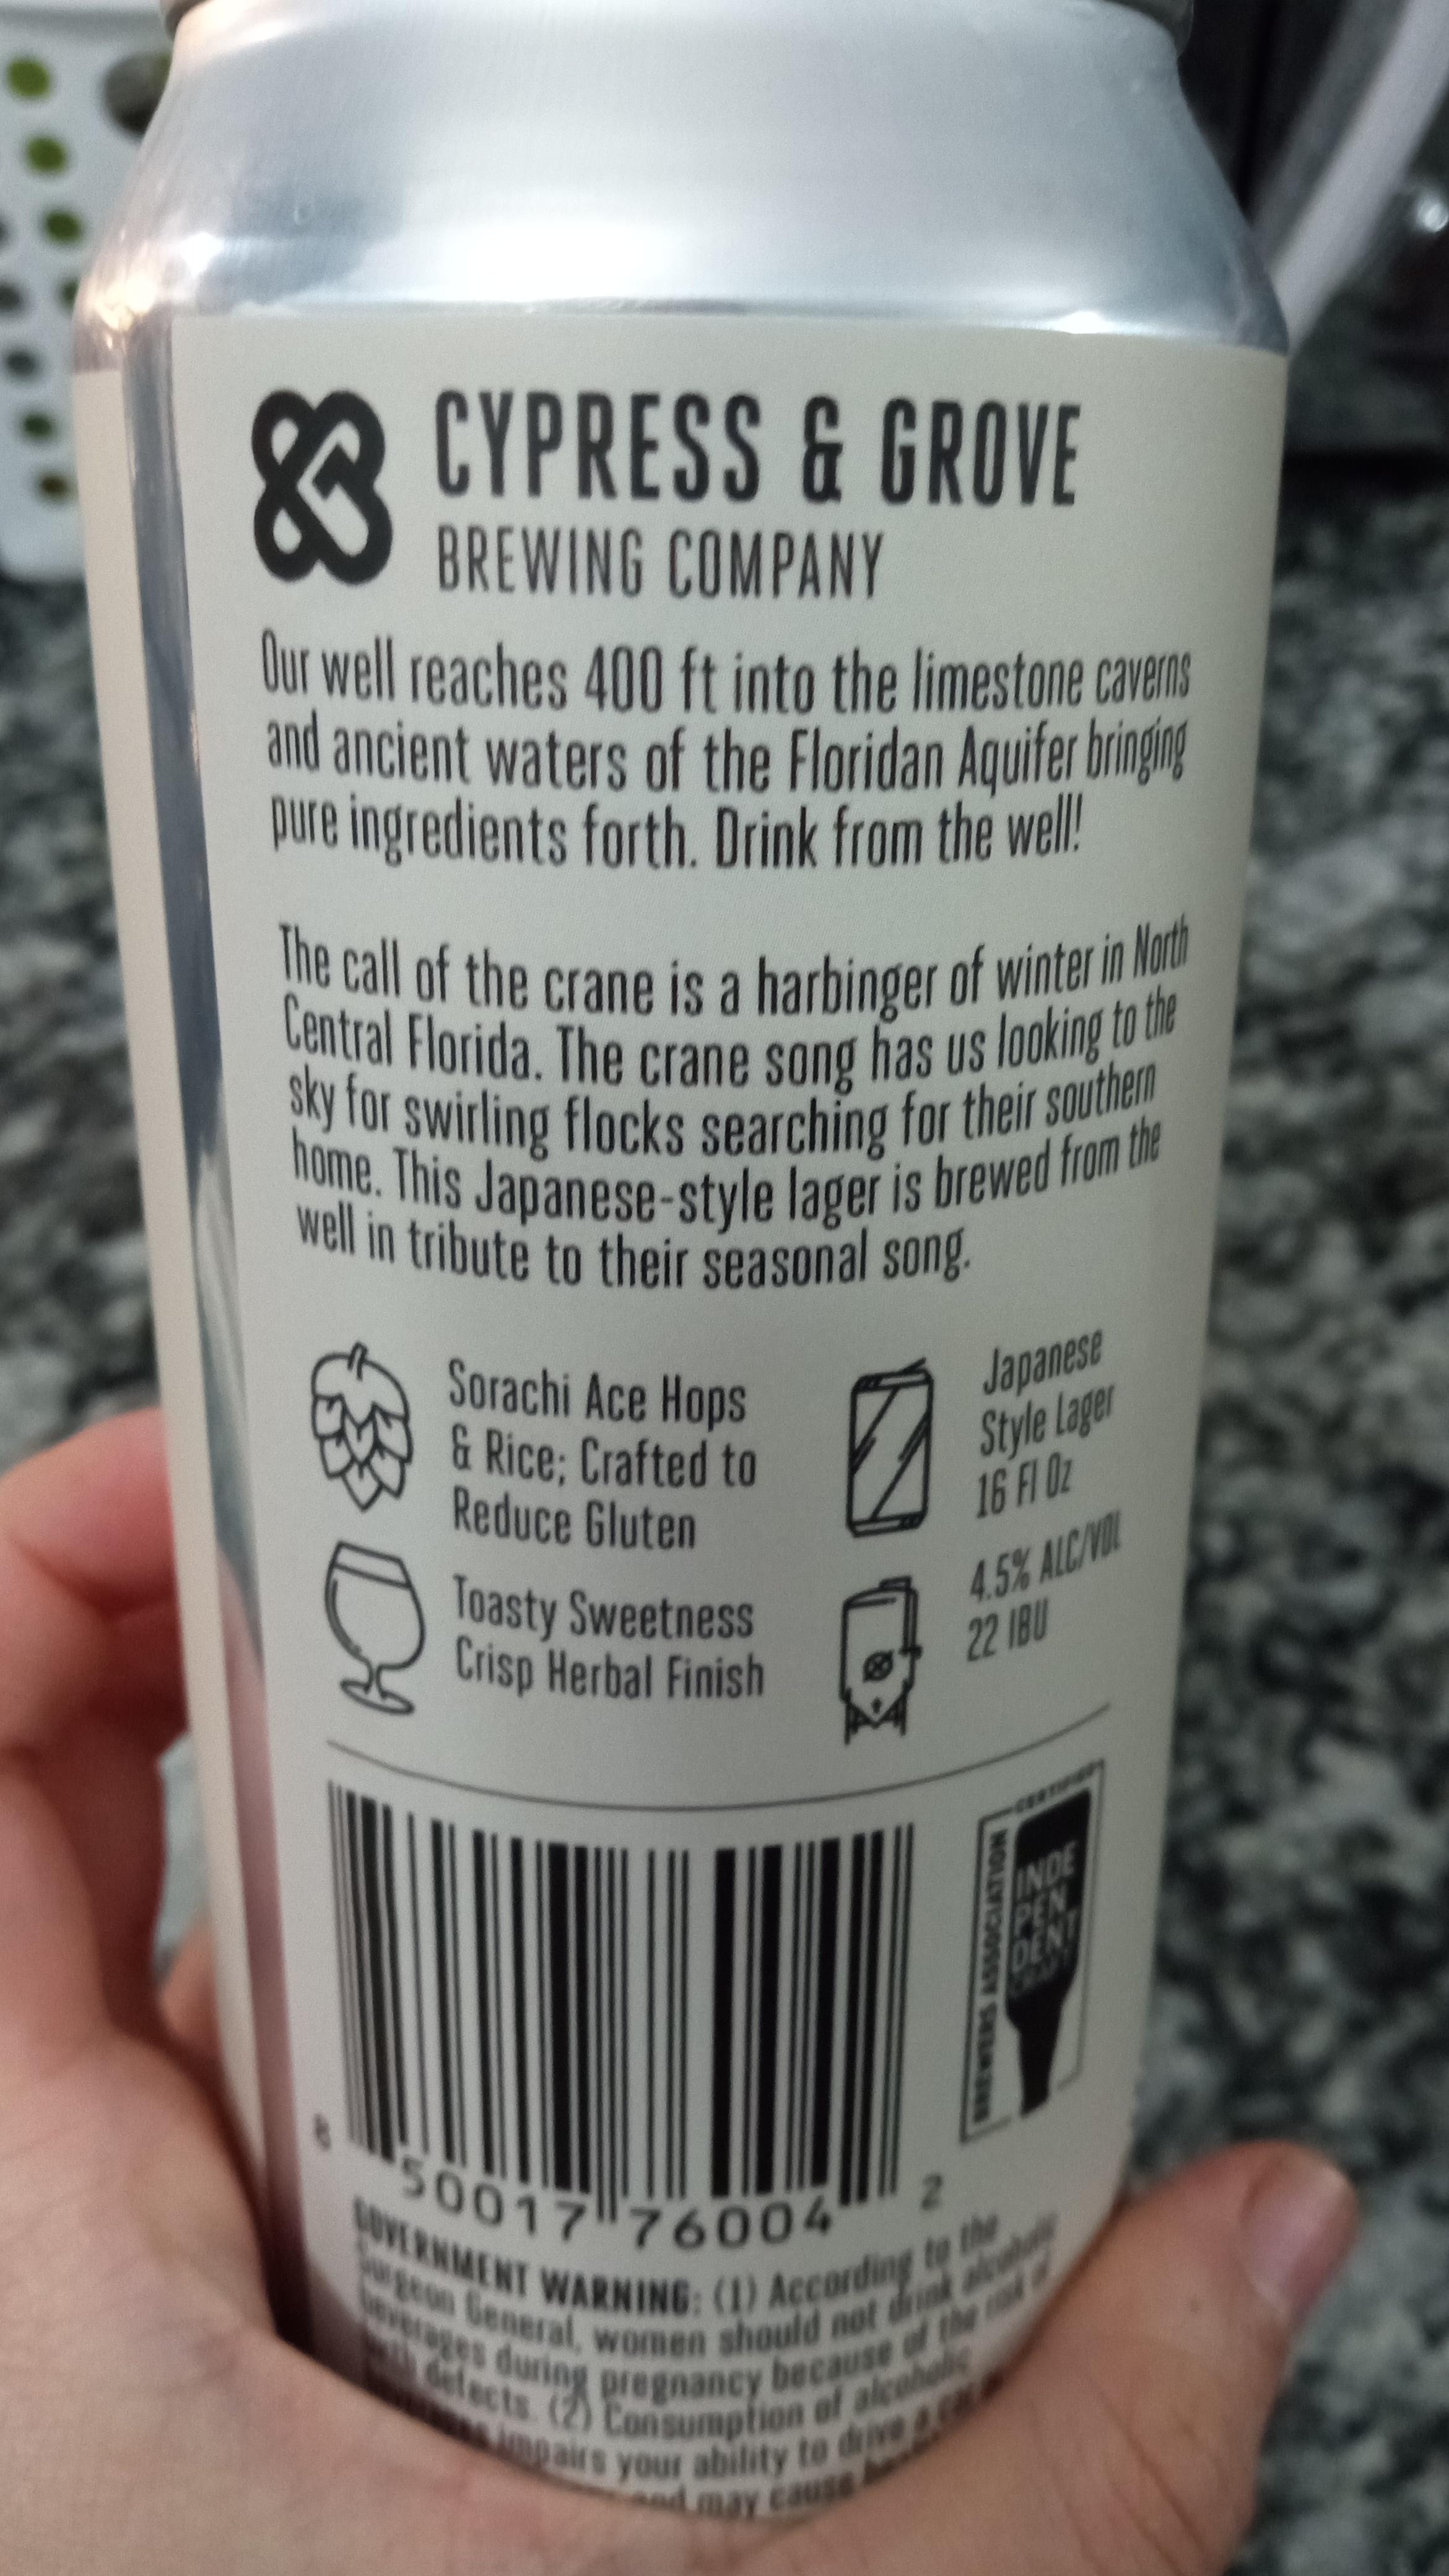 CYPRESS & GROVE
BREWING COMPANY
Our well reaches 400 ft into the limestone caverns
and ancient waters of the Floridan Aquifer bringing
pure ingredients forth. Drink from the well!
The call of the crane is a harbinger of winter in North
Central Florida. The crane song has us looking to the
sky for swirling flocks searching for their southern
home. This Japanese-style lager is brewed from the
well in tribute to their seasonal song.
Sorachi Ace Hops
& Rice; Crafted to
Reduce Gluten
Toasty Sweetness
Crisp Herbal Finish
Japanese
Style Lager
16 Fl Oz
4.5% ALC/VOL
22 IBU
8 50017 76004 2
CERTIFIED
BREWERS ASSOCIATION
INDE
PEN
DENT
CRAFT
GOVERNMENT WARNING: (1) According to the
Surgeon General, women should not drink alcoholic
beverages during pregnancy because of the risk of
birth defects. (2) Consumption of alcoholic
impairs your ability to drive a car
and may cause